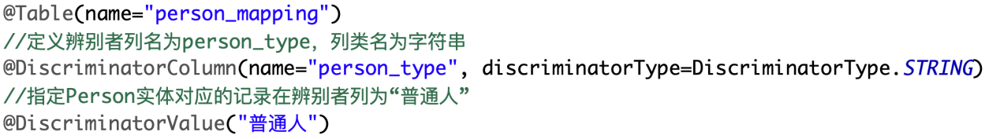 @Table(name="person_mapping")
//定义辨别者列名为person_type，列类名为字符串
@DiscriminatorColumn(name="person_type", discriminatorType=DiscriminatorType.STRING)
//指定Person实体对应的记录在辨别者列为“普通人”
@DiscriminatorValue("普通人")